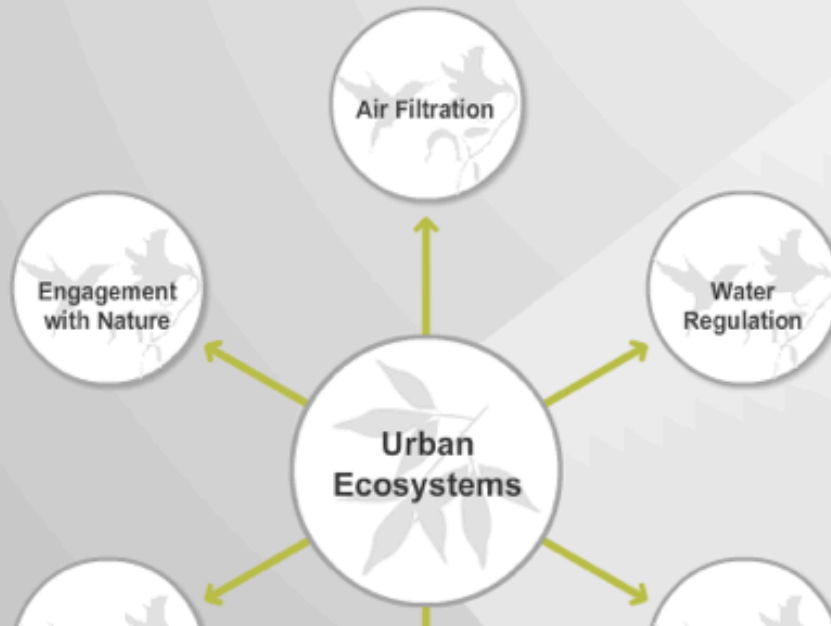 Air Filtration
Engagement
with Nature
Water
Regulation
Urban
Ecosystems